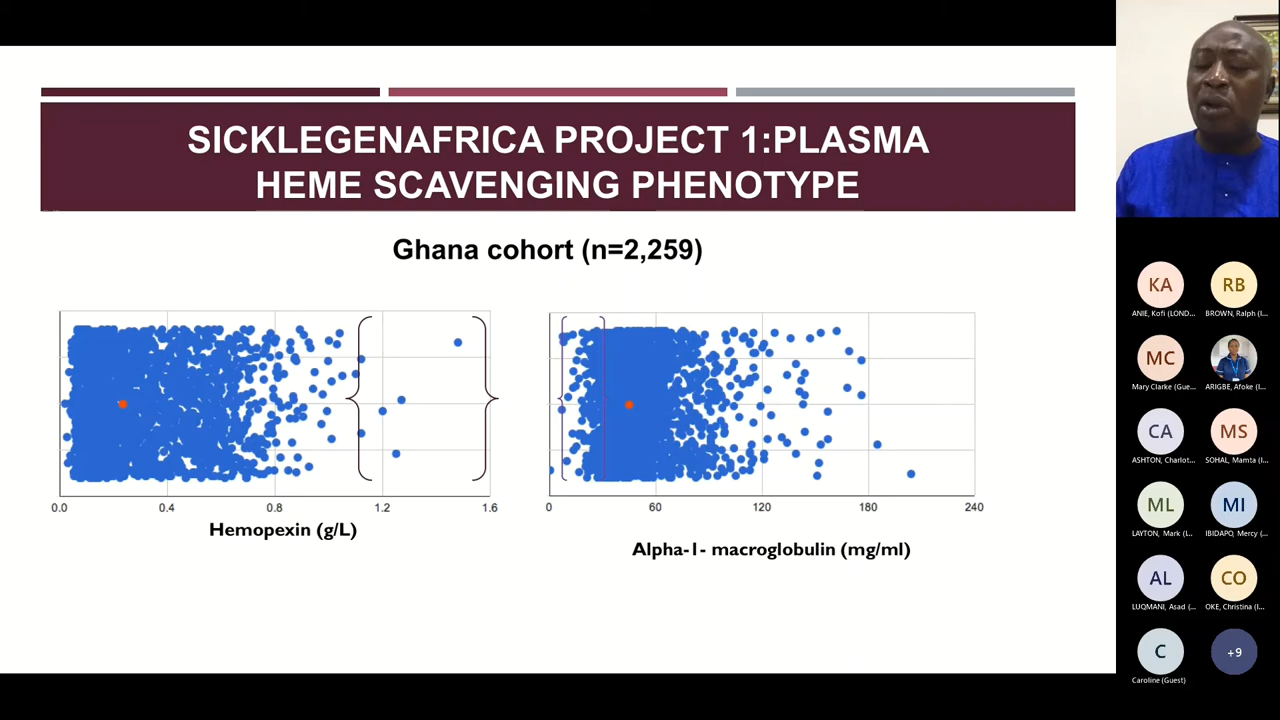 SICKLEGENAFRICA PROJECT 1:PLASMA
HEME SCAVENGING PHENOTYPE
Ghana cohort (n=2,259)
0.0 0.4 0.8 1.2 1.6
Hemopexin (g/L)
0 60 120 180 240
Alpha-1- macroglobulin (mg/ml)
KA RB
ANIE, Kofi (LOND... BROWN, Ralph (I...
MC
Mary Clarke (Gue... ARIGBE, Afoke (I...
CA MS
ASHTON, Charlot... SOHAL, Mamta (I...
ML MI
LAYTON, Mark (I... IBIDAPO, Mercy (...
AL CO
LUQMANI, Asad (... OKE, Christina (I...
C +9
Caroline (Guest)